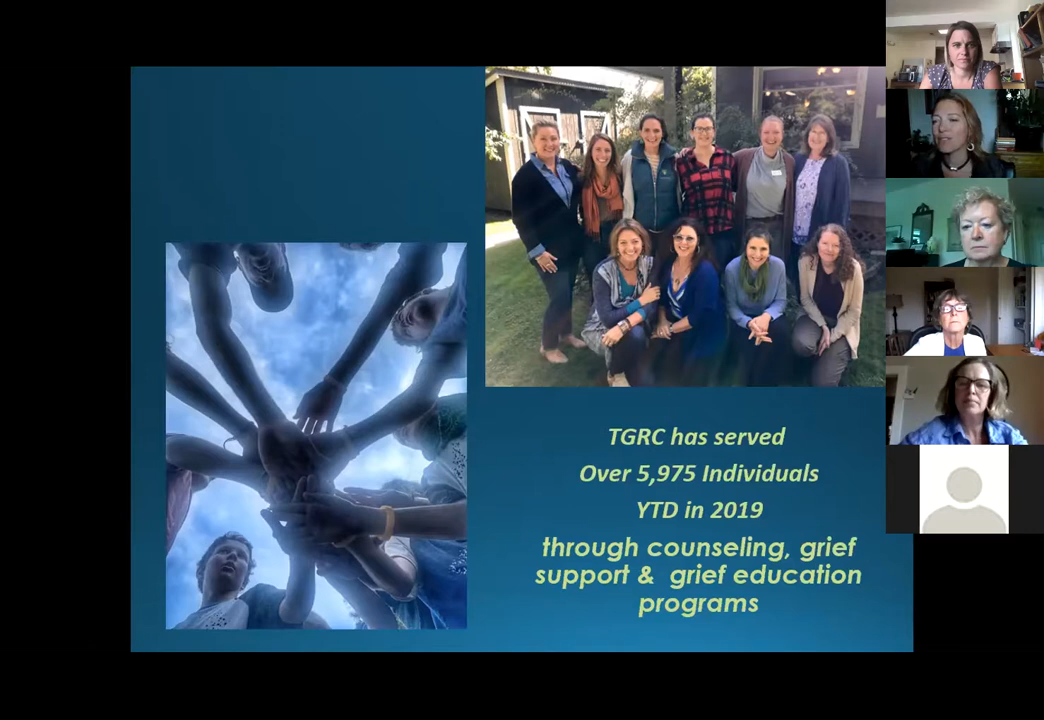 TGRC has served
Over 5,975 Individuals
YTD in 2019
through counseling, grief
support & grief education
programs